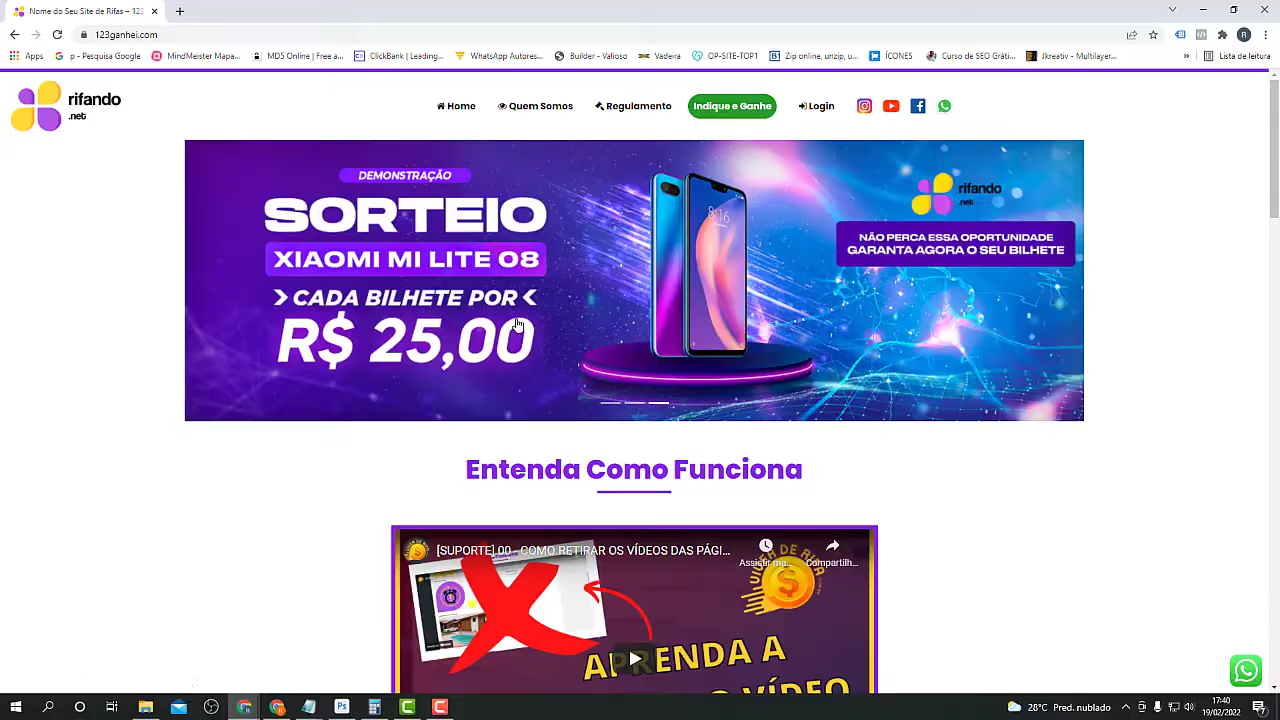 Nome do Seu Site de Rifas – 123
123ganhei.com
Apps
p - Pesquisa Google
MindMeister Mapa...
MD5 Online | Free a...
ClickBank | Leading...
WhatsApp Autores...
Builder - Valioso
Vadeira
OP-SITE-TOP1
Zip online, unzip, u...
ÍCONES
Curso de SEO Gráti...
Jkreativ - Multilayer...
»
Lista de leitura
rifando
.net
Home
Quem Somos
Regulamento
Indique e Ganhe
Login
DEMONSTRAÇÃO
SORTEIO
XIAOMI MI LITE 08
> CADA BILHETE POR <
R$ 25,00
8:16
rifando
.net
NÃO PERCA ESSA OPORTUNIDADE
GARANTA AGORA O SEU BILHETE
Entenda Como Funciona
[SUPORTE] 00 - COMO RETIRAR OS VÍDEOS DAS PÁGI...
Assistir ma...
Compartilh...
APRENDA A
O VÍDEO
28°C Pred. nublado
17:40
19/02/2022